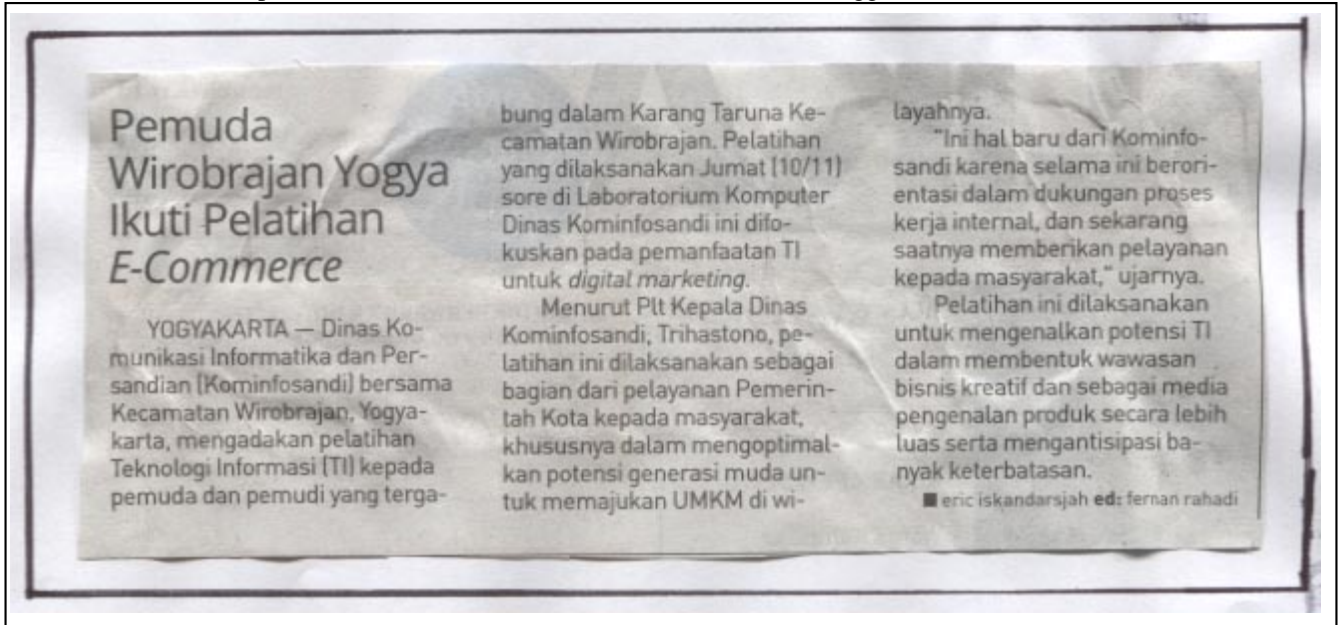 Pemuda
Wirobrajan Yogya
Ikuti Pelatihan
E-Commerce
YOGYAKARTA — Dinas Ko-
munikasi Informatika dan Per-
sandian (Kominfosandi) bersama
Kecamatan Wirobrajan, Yogya-
karta, mengadakan pelatihan
Teknologi Informasi (TI) kepada
pemuda dan pemudi yang terga-
bung dalam Karang Taruna Ke-
camatan Wirobrajan. Pelatihan
yang dilaksanakan Jumat (10/11)
sore di Laboratorium Komputer
Dinas Kominfosandi ini difo-
kuskan pada pemanfaatan TI
untuk digital marketing.
Menurut Plt Kepala Dinas
Kominfosandi, Trihastono, pe-
latihan ini dilaksanakan sebagai
bagian dari pelayanan Pemerin-
tah Kota kepada masyarakat,
khususnya dalam mengoptimal-
kan potensi generasi muda un-
tuk memajukan UMKM di wi-
layahnya.
"Ini hal baru dari Kominfo-
sandi karena selama ini berori-
entasi dalam dukungan proses
kerja internal, dan sekarang
saatnya memberikan pelayanan
kepada masyarakat," ujarnya.
Pelatihan ini dilaksanakan
untuk mengenalkan potensi TI
dalam membentuk wawasan
bisnis kreatif dan sebagai media
pengenalan produk secara lebih
luas serta mengantisipasi ba-
nyak keterbatasan.
■ eric iskandarsjah ed: fernan rahadi